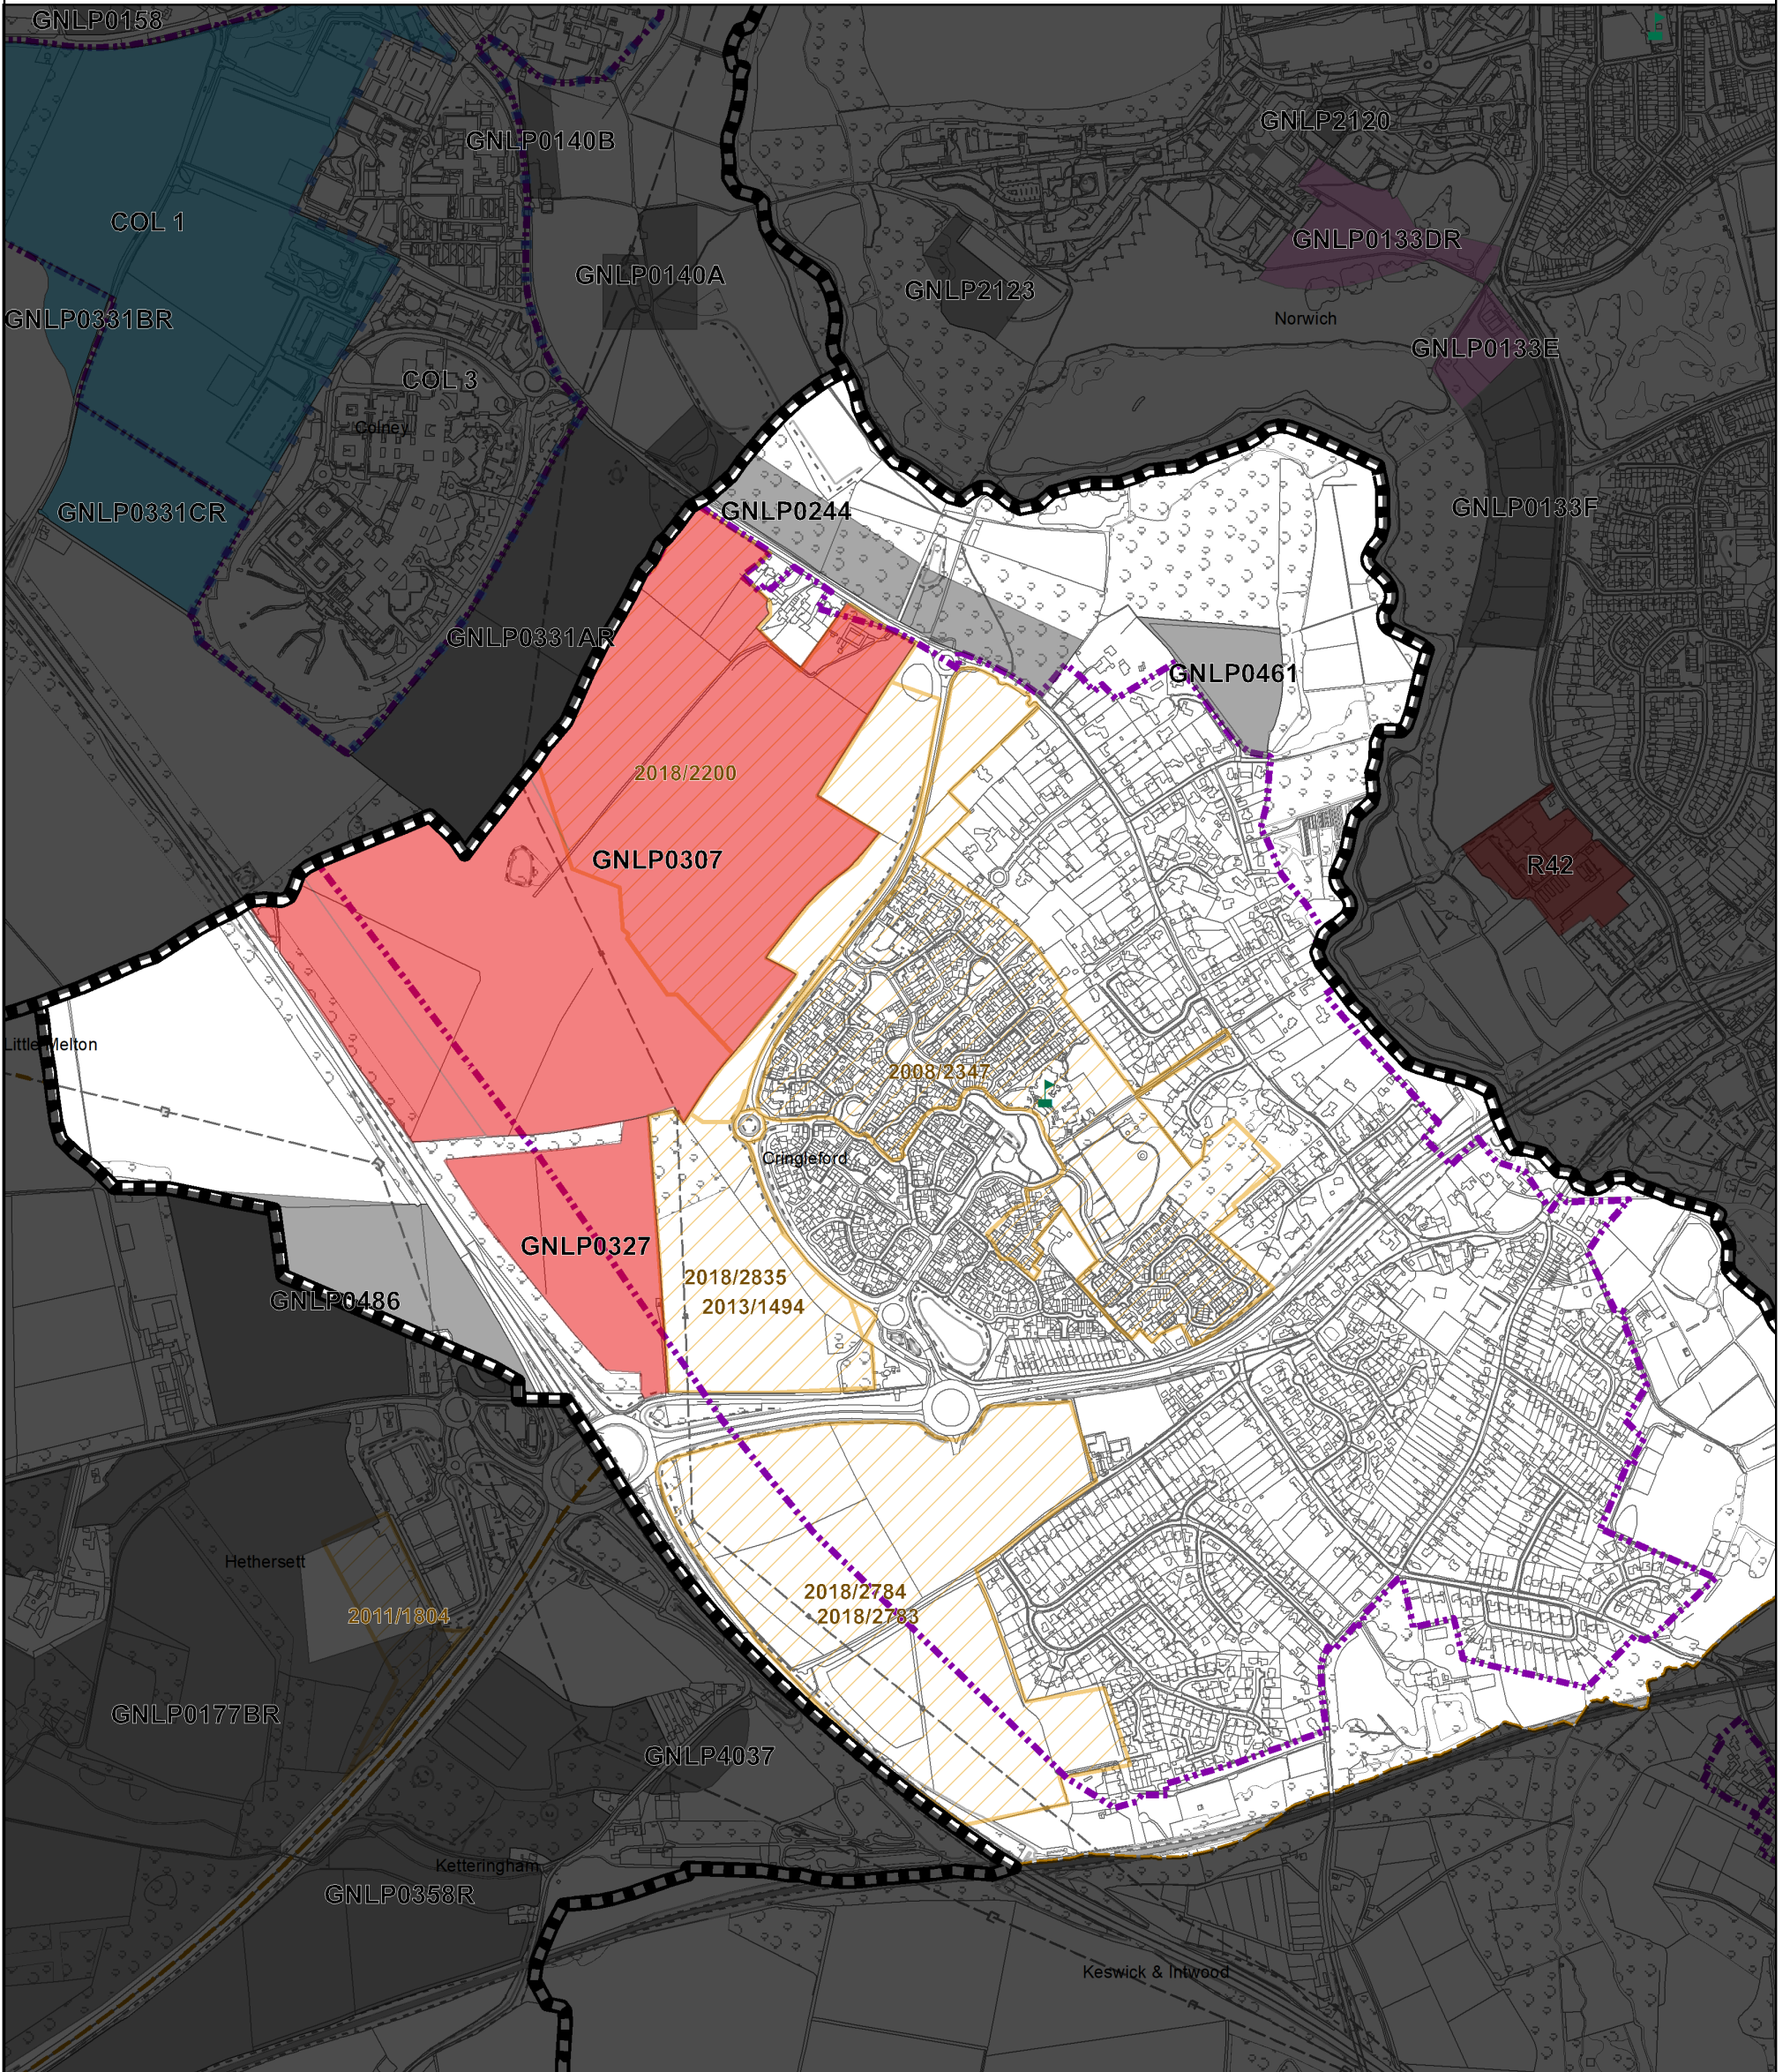 GNLP0158
GNLP2120
GNLP0140B
COL 1
GNLP0133DR
GNLP0140A
GNLP2123
GNLP0331BR
Norwich
GNLP0133E
COL 3
Colney
GNLP0244
GNLP0331CR
GNLP0133F
GNLP0331AR
GNLP0461
2018/2200
GNLP0307
R42
Little Melton
2008/2347
Cringleford
GNLP0327
2018/2835
2013/1494
GNLP0486
Hethersett
2018/2784
2018/2783
2011/1804
GNLP0177BR
GNLP4037
Ketteringham
GNLP0358R
Keswick & Intwood